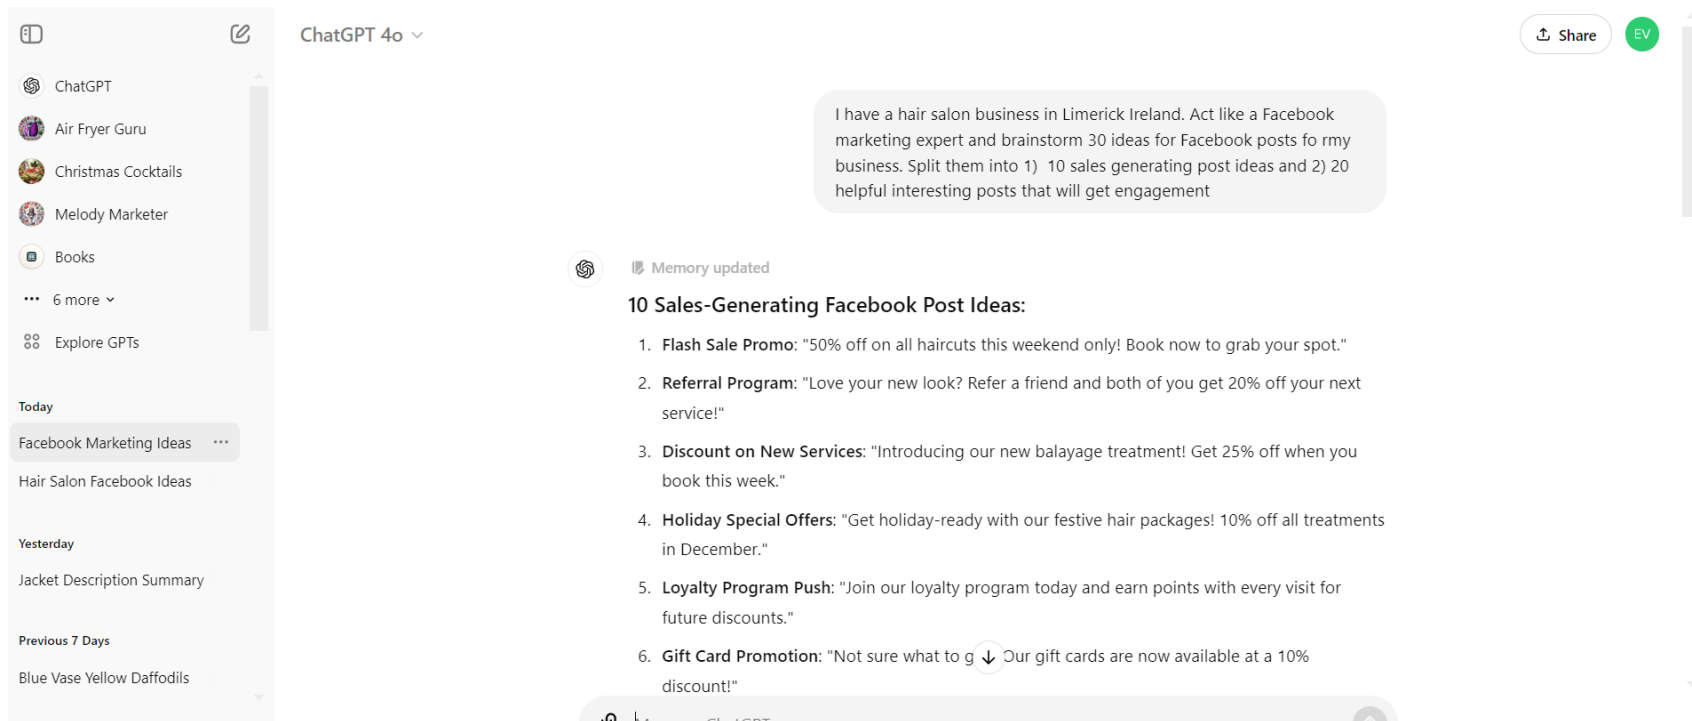 ChatGPT 4o
Share
EV
ChatGPT
Air Fryer Guru
Christmas Cocktails
Melody Marketer
Books
6 more
Explore GPTs
Today
Facebook Marketing Ideas
Hair Salon Facebook Ideas
Yesterday
Jacket Description Summary
Previous 7 Days
Blue Vase Yellow Daffodils
I have a hair salon business in Limerick Ireland. Act like a Facebook
marketing expert and brainstorm 30 ideas for Facebook posts fo rmy
business. Split them into 1)  10 sales generating post ideas and 2) 20
helpful interesting posts that will get engagement
Memory updated
10 Sales-Generating Facebook Post Ideas:
1. Flash Sale Promo: "50% off on all haircuts this weekend only! Book now to grab your spot."
2. Referral Program: "Love your new look? Refer a friend and both of you get 20% off your next
service!"
3. Discount on New Services: "Introducing our new balayage treatment! Get 25% off when you
book this week."
4. Holiday Special Offers: "Get holiday-ready with our festive hair packages! 10% off all treatments
in December."
5. Loyalty Program Push: "Join our loyalty program today and earn points with every visit for
future discounts."
6. Gift Card Promotion: "Not sure what to Our gift cards are now available at a 10%
discount!"